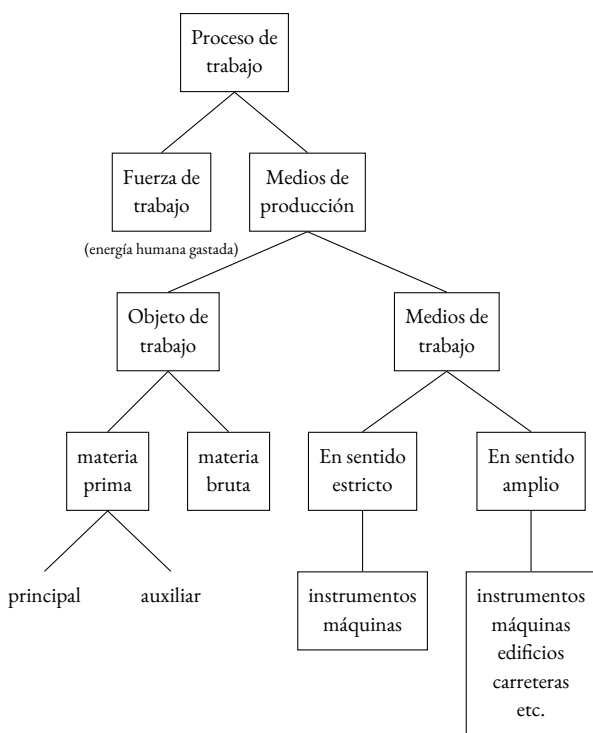 Proceso de
trabajo
Fuerza de
trabajo
Medios de
producción
(energía humana gastada)
Objeto de
trabajo
Medios de
trabajo
materia
prima
materia
bruta
En sentido
estricto
En sentido
amplio
principal
auxiliar
instrumentos
máquinas
instrumentos
máquinas
edificios
carreteras
etc.